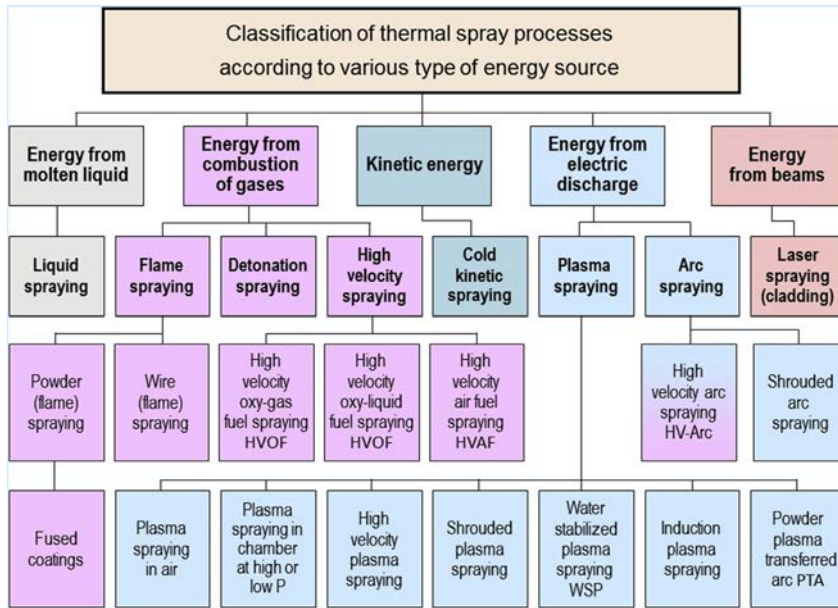 Classification of thermal spray processes
according to various type of energy source
Energy from
molten liquid
Energy from
combustion
of gases
Kinetic energy
Energy from
electric
discharge
Energy
from beams
Liquid
spraying
Flame
spraying
Detonation
spraying
High
velocity
spraying
Cold
kinetic
spraying
Plasma
spraying
Arc
spraying
Laser
spraying
(cladding)
Powder
(flame)
spraying
Wire
(flame)
spraying
High
velocity
oxy-gas
fuel spraying
HVOF
High
velocity
oxy-liquid
fuel spraying
HVOF
High
velocity
air fuel
spraying
HVAF
High
velocity arc
spraying
HV-Arc
Shrouded
arc
spraying
Fused
coatings
Plasma
spraying
in air
Plasma
spraying in
chamber
at high or
low P
High
velocity
plasma
spraying
Shrouded
plasma
spraying
Water
stabilized
plasma
spraying
WSP
Induction
plasma
spraying
Powder
plasma
transferred
arc PTA